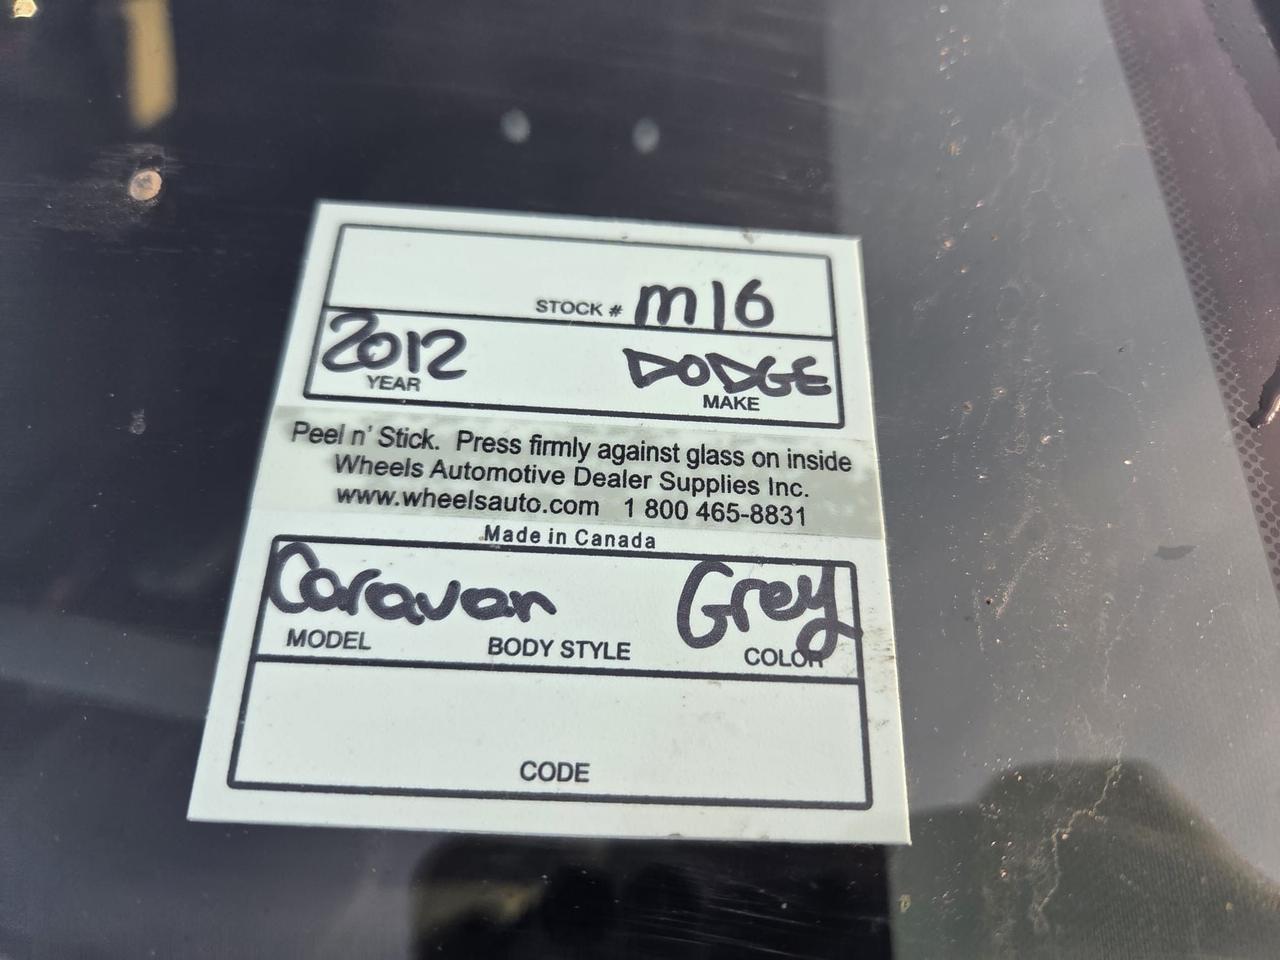 STOCK # m16
2012 DODGE
YEAR MAKE
Peel n' Stick. Press firmly against glass on inside
Wheels Automotive Dealer Supplies Inc.
www.wheelsauto.com 1 800 465-8831
Made in Canada
Caravan Grey
MODEL BODY STYLE COLOR
CODE